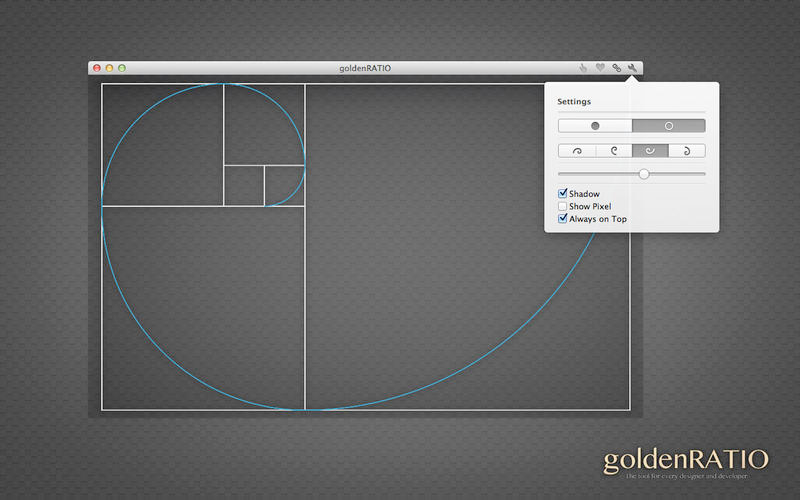 goldenRATIO
Settings
Shadow
Show Pixel
Always on Top
goldenRATIO
The tool for every designer and developer